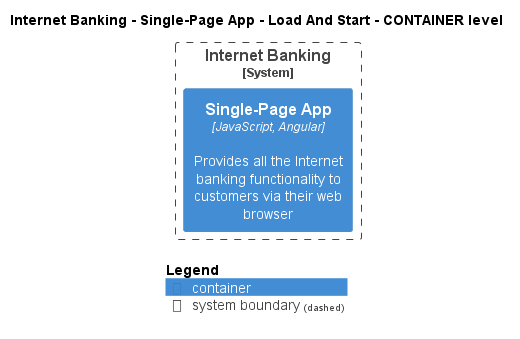 Internet Banking - Single-Page App - Load And Start - CONTAINER level
Internet Banking
[System]
Single-Page App
[JavaScript, Angular]
Provides all the Internet
banking functionality to
customers via their web
browser
Legend
container
system boundary (dashed)